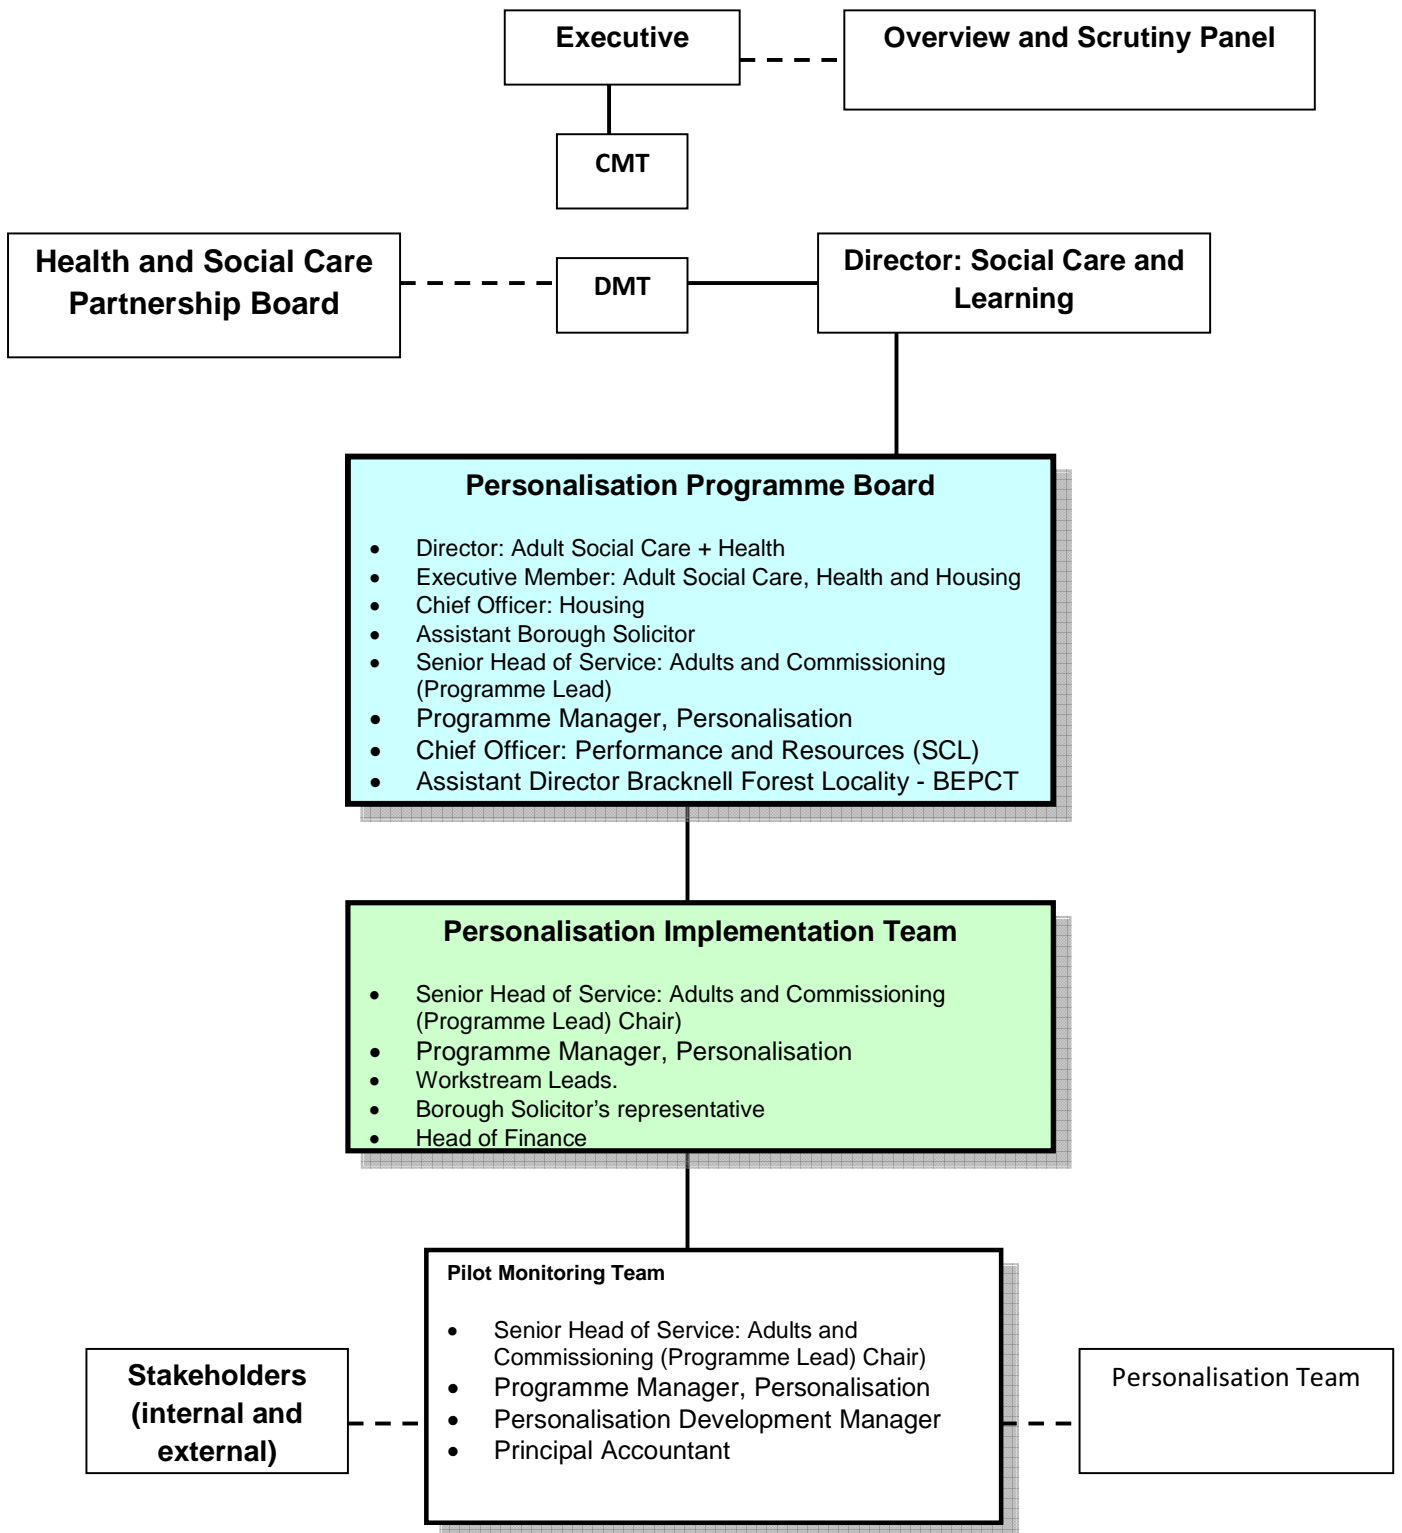 Executive
Overview and Scrutiny Panel
CMT
Health and Social Care
Partnership Board
DMT
Director: Social Care and
Learning
Personalisation Programme Board
• Director: Adult Social Care + Health
• Executive Member: Adult Social Care, Health and Housing
• Chief Officer: Housing
• Assistant Borough Solicitor
• Senior Head of Service: Adults and Commissioning
(Programme Lead)
• Programme Manager, Personalisation
• Chief Officer: Performance and Resources (SCL)
• Assistant Director Bracknell Forest Locality - BEPCT
Personalisation Implementation Team
• Senior Head of Service: Adults and Commissioning
(Programme Lead) Chair)
• Programme Manager, Personalisation
• Workstream Leads.
• Borough Solicitor’s representative
• Head of Finance
Pilot Monitoring Team
• Senior Head of Service: Adults and
Commissioning (Programme Lead) Chair)
• Programme Manager, Personalisation
• Personalisation Development Manager
• Principal Accountant
Stakeholders
(internal and
external)
Personalisation Team